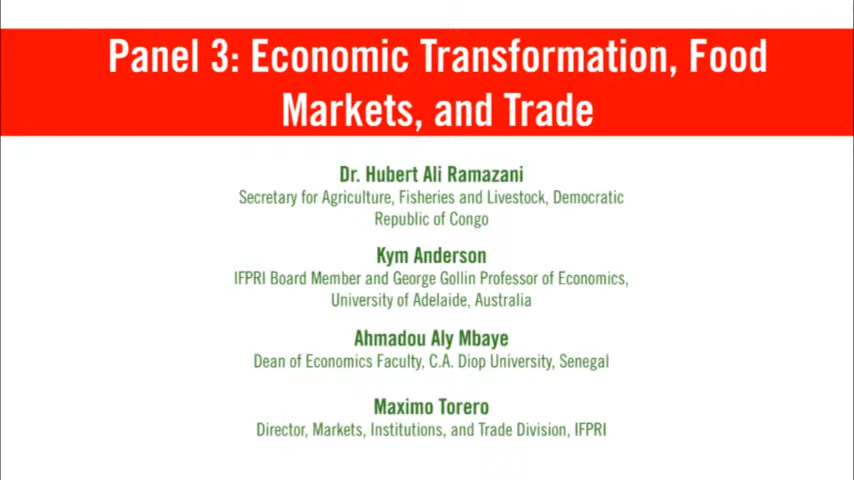 Panel 3: Economic Transformation, Food
Markets, and Trade
Dr. Hubert Ali Ramazani
Secretary for Agriculture, Fisheries and Livestock, Democratic
Republic of Congo
Kym Anderson
IFPRI Board Member and George Gollin Professor of Economics,
University of Adelaide, Australia
Ahmadou Aly Mbaye
Dean of Economics Faculty, C.A. Diop University, Senegal
Maximo Torero
Director, Markets, Institutions, and Trade Division, IFPRI